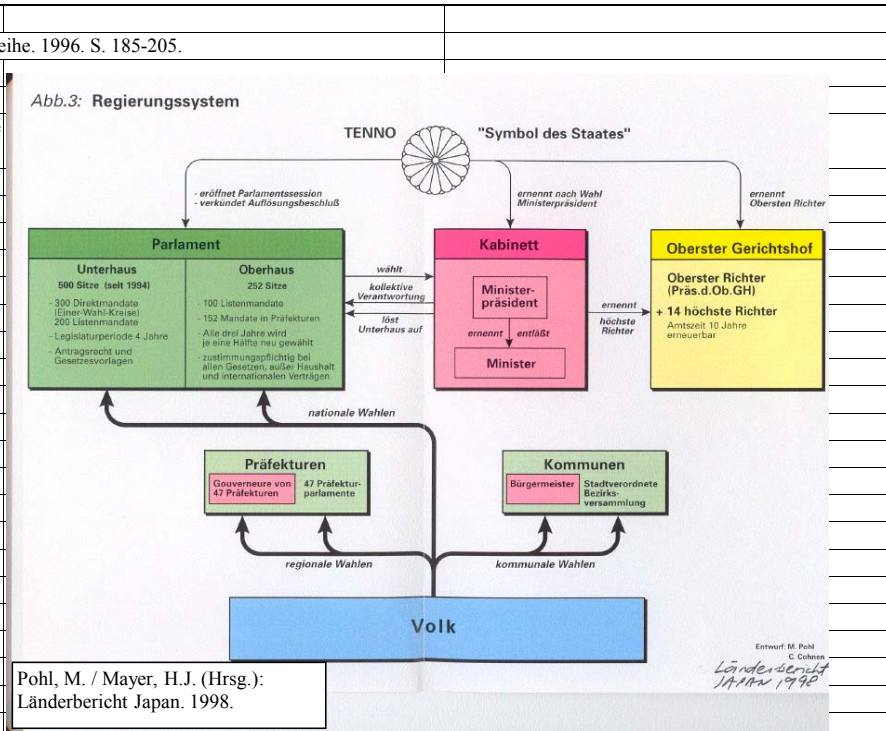 eihe. 1996. S. 185-205.
Abb.3: Regierungssystem
TENNO
"Symbol des Staates"
- eröffnet Parlamentssession
- verkündet Auflösungsbeschluß
ernennt nach Wahl
Ministerpräsident
ernennt
Obersten Richter
Parlament
Unterhaus
500 Sitze (seit 1994)
- 300 Direktmandate
(Einer-Wahl-Kreise)
200 Listenmandate
- Legislaturperiode 4 Jahre
- Antragsrecht und
Gesetzesvorlagen
Oberhaus
252 Sitze
- 100 Listenmandate
- 152 Mandate in Präfekturen
- Alle drei Jahre wird
je eine Hälfte neu gewählt
- zustimmungspflichtig bei
allen Gesetzen, außer Haushalt
und internationalen Verträgen
wählt
kollektive
Verantwortung
löst
Unterhaus auf
Kabinett
Minister-
präsident
ernennt
entläßt
Minister
ernennt
höchste
Richter
Oberster Gerichtshof
Oberster Richter
(Präs.d.Ob.GH)
+ 14 höchste Richter
Amtszeit 10 Jahre
erneuerbar
nationale Wahlen
Präfekturen
Gouverneure von
47 Präfekturen
47 Präfektur-
parlamente
Kommunen
Bürgermeister
Stadtverordnete
Bezirks-
versammlung
regionale Wahlen
kommunale Wahlen
Volk
Entwurf: M. Pohl
C. Cohnen
Länderbericht
JAPAN 1998
Pohl, M. / Mayer, H.J. (Hrsg.):
Länderbericht Japan. 1998.